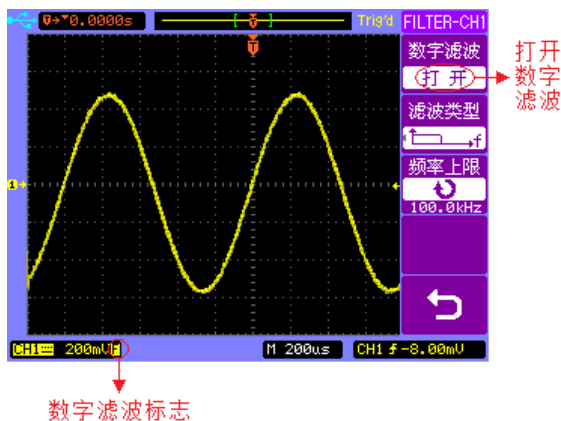 T→▼0.0000s
T
Trig'd
FILTER-CH1
T
数字滤波
打 开
打开
数字
滤波
滤波类型
f
频率上限
100.0kHz
1
CH1 200mVF
M 200us
CH1 -8.00mV
数字滤波标志